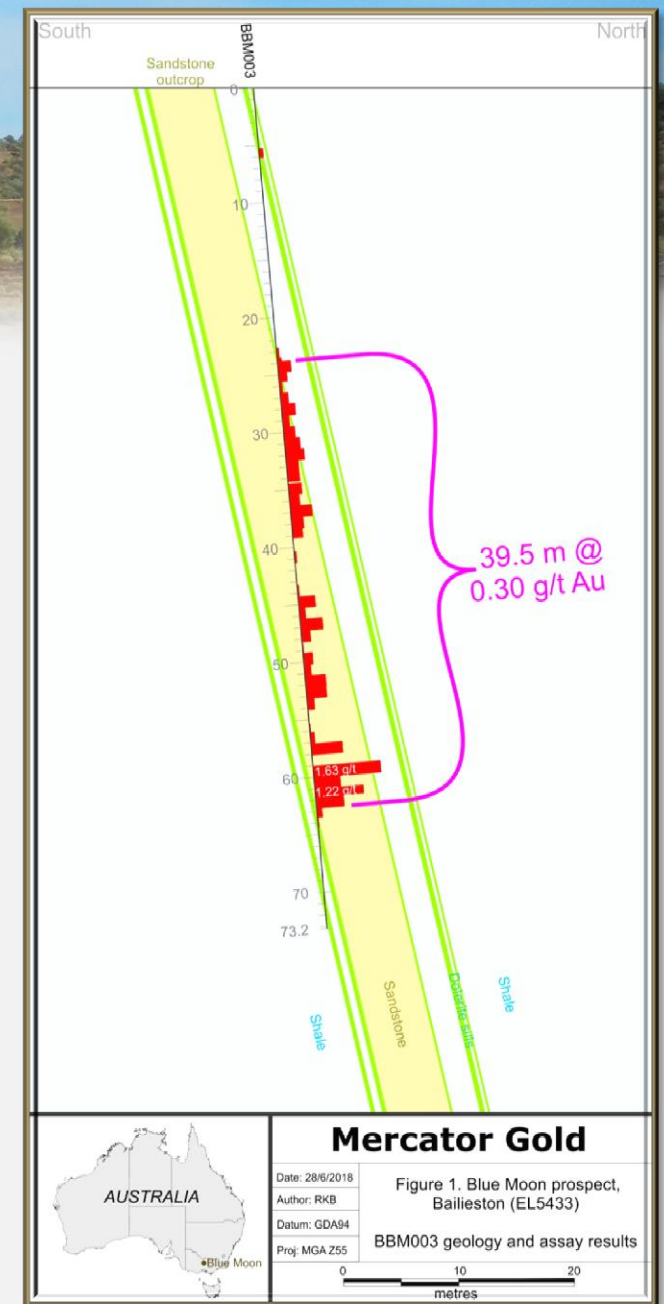 South
North
BBM003
Sandstone
outcrop
0
10
20
30
40
50
60
70
73.2
39.5 m @
0.30 g/t Au
1.63 g/t
1.22 g/t
Shale
Sandstone
Dolerite sills
Shale
Mercator Gold
AUSTRALIA
Blue Moon
Date: 28/6/2018
Author: RKB
Datum: GDA94
Proj: MGA Z55
Figure 1. Blue Moon prospect,
Bailieston (EL5433)
BBM003 geology and assay results
0 10 20
metres